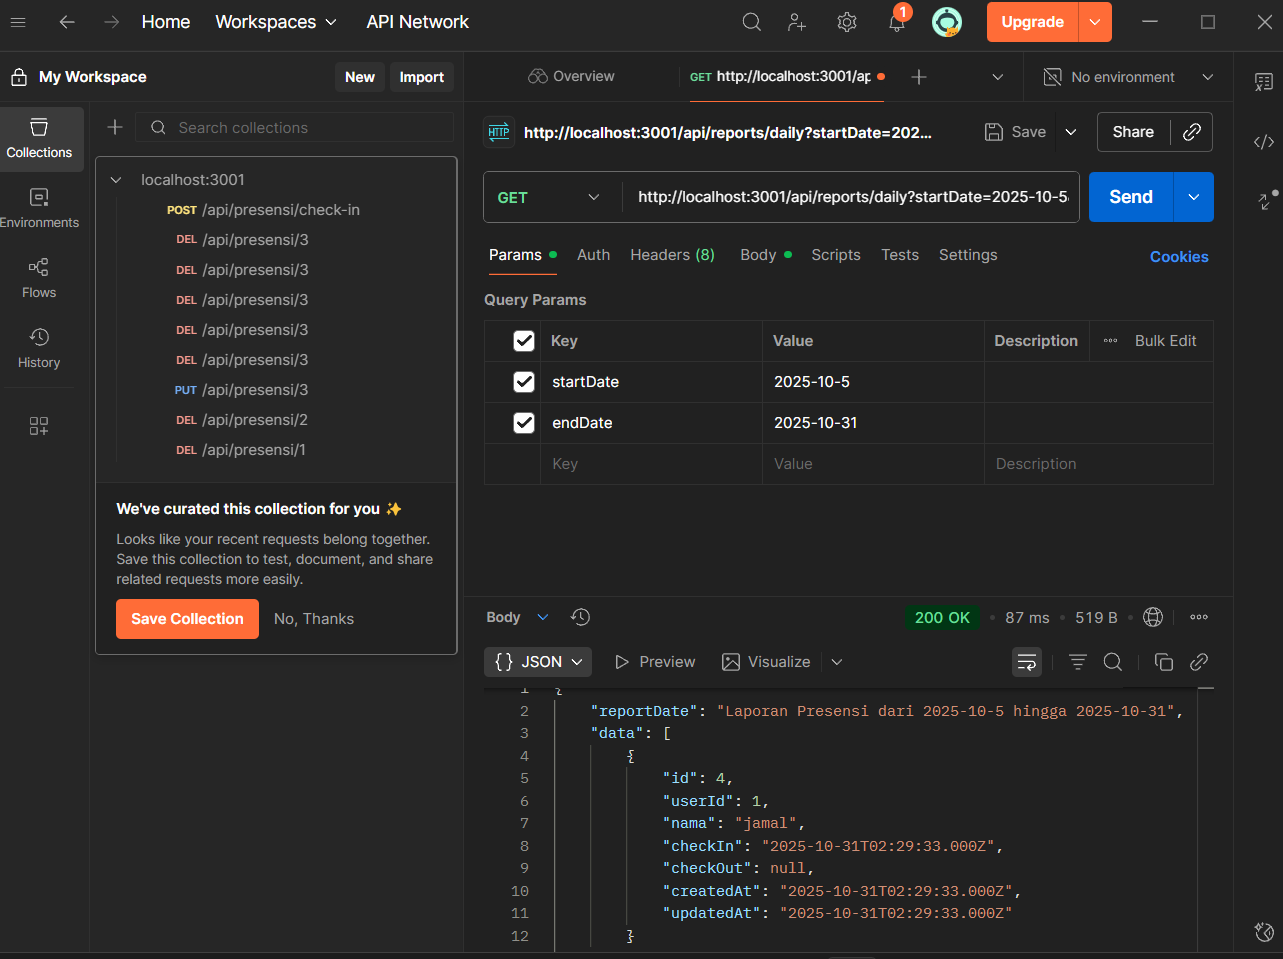 Home Workspaces API Network 1 Upgrade
My Workspace New Import
Overview GET http://localhost:3001/ap No environment
Collections
Environments
Flows
History
Search collections
localhost:3001
POST /api/presensi/check-in
DEL /api/presensi/3
DEL /api/presensi/3
DEL /api/presensi/3
DEL /api/presensi/3
DEL /api/presensi/3
PUT /api/presensi/3
DEL /api/presensi/2
DEL /api/presensi/1
We've curated this collection for you ✨
Looks like your recent requests belong together.
Save this collection to test, document, and share
related requests more easily.
Save Collection No, Thanks
HTTP http://localhost:3001/api/reports/daily?startDate=202... Save Share
GET http://localhost:3001/api/reports/daily?startDate=2025-10-5 Send
Params Auth Headers (8) Body Scripts Tests Settings Cookies
Query Params
Key Value Description Bulk Edit
startDate 2025-10-5
endDate 2025-10-31
Key Value Description
Body 200 OK 87 ms 519 B
{} JSON Preview Visualize
1 {
2 "reportDate": "Laporan Presensi dari 2025-10-5 hingga 2025-10-31",
3 "data": [
4 {
5 "id": 4,
6 "userId": 1,
7 "nama": "jamal",
8 "checkIn": "2025-10-31T02:29:33.000Z",
9 "checkOut": null,
10 "createdAt": "2025-10-31T02:29:33.000Z",
11 "updatedAt": "2025-10-31T02:29:33.000Z"
12 }